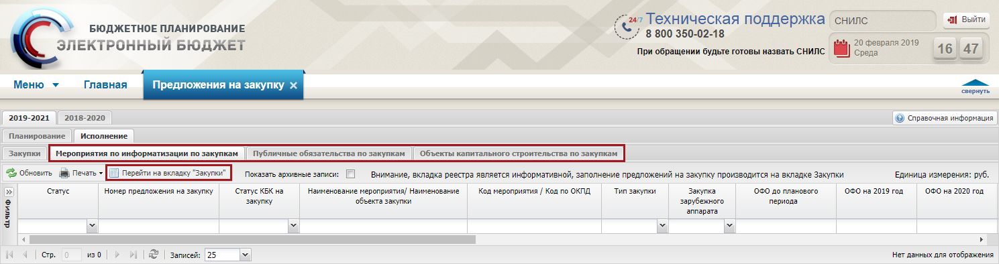 БЮДЖЕТНОЕ ПЛАНИРОВАНИЕ
ЭЛЕКТРОННЫЙ БЮДЖЕТ
24/7
Техническая поддержка
8 800 350-02-18
При обращении будьте готовы назвать СНИЛС
СНИЛС
Выйти
20 февраля 2019
Среда
16 47
Меню Главная Предложения на закупку
свернуть
2019-2021 2018-2020
Справочная информация
Планирование Исполнение
Закупки Мероприятия по информатизации по закупкам Публичные обязательства по закупкам Объекты капитального строительства по закупкам
Обновить Печать Перейти на вкладку "Закупки" Показать архивные записи: Внимание, вкладка реестра является информативной, заполнение предложений на закупку производится на вкладке Закупки Единица измерения: руб.
Фильтр
Статус
Номер предложения на закупку
Статус КБК на
закупку
Наименование мероприятия/ Наименование
объекта закупки
Код мероприятия / Код по ОКПД
Тип закупки
Закупка
зарубежного
аппарата
ОФО до планового
периода
ОФО на 2019 год
ОФО на 2020 год
Стр. 0 из 0 Записей: 25 Нет данных для отображения